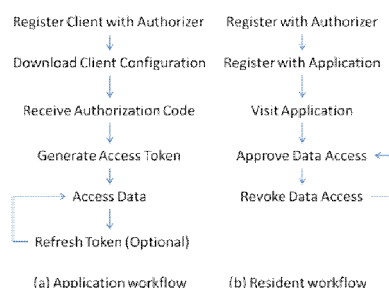 Register Client with Authorizer
Download Client Configuration
Receive Authorization Code
Generate Access Token
Access Data
Refresh Token (Optional)
(a) Application workflow
Register with Authorizer
Register with Application
Visit Application
Approve Data Access
Revoke Data Access
(b) Resident workflow